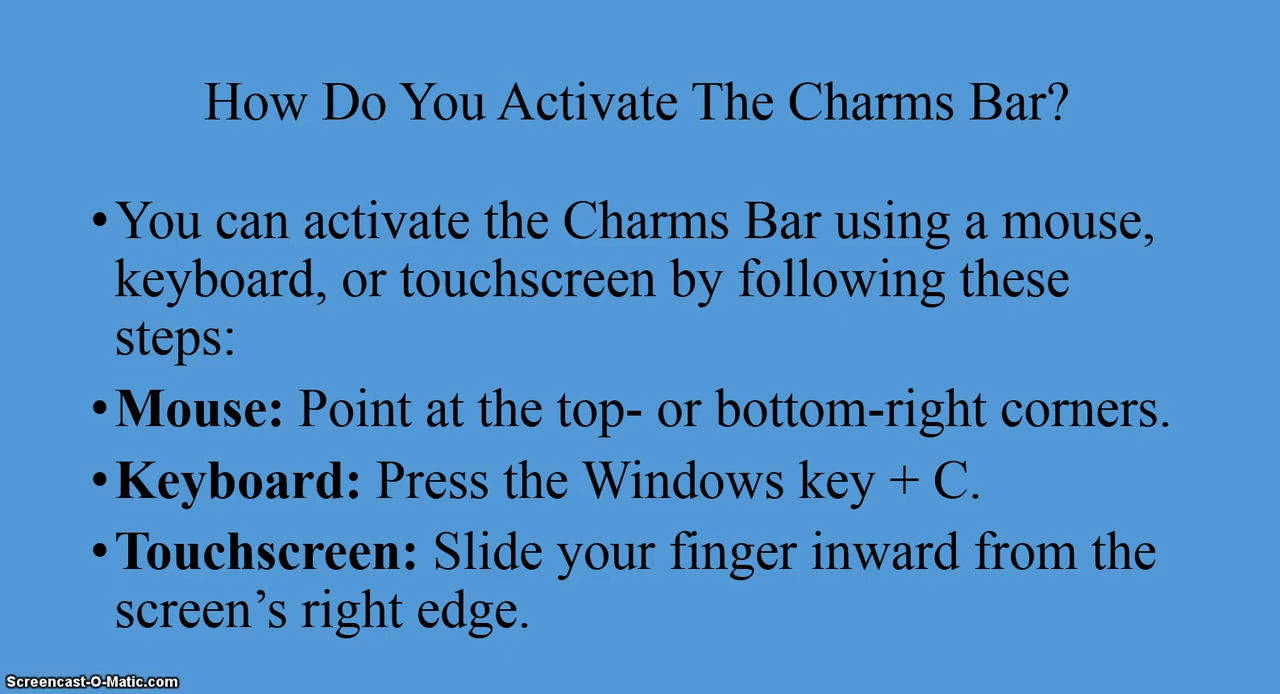 How Do You Activate The Charms Bar?
• You can activate the Charms Bar using a mouse,
keyboard, or touchscreen by following these
steps:
• Mouse: Point at the top- or bottom-right corners.
• Keyboard: Press the Windows key + C.
• Touchscreen: Slide your finger inward from the
screen’s right edge.
Screencast-O-Matic.com